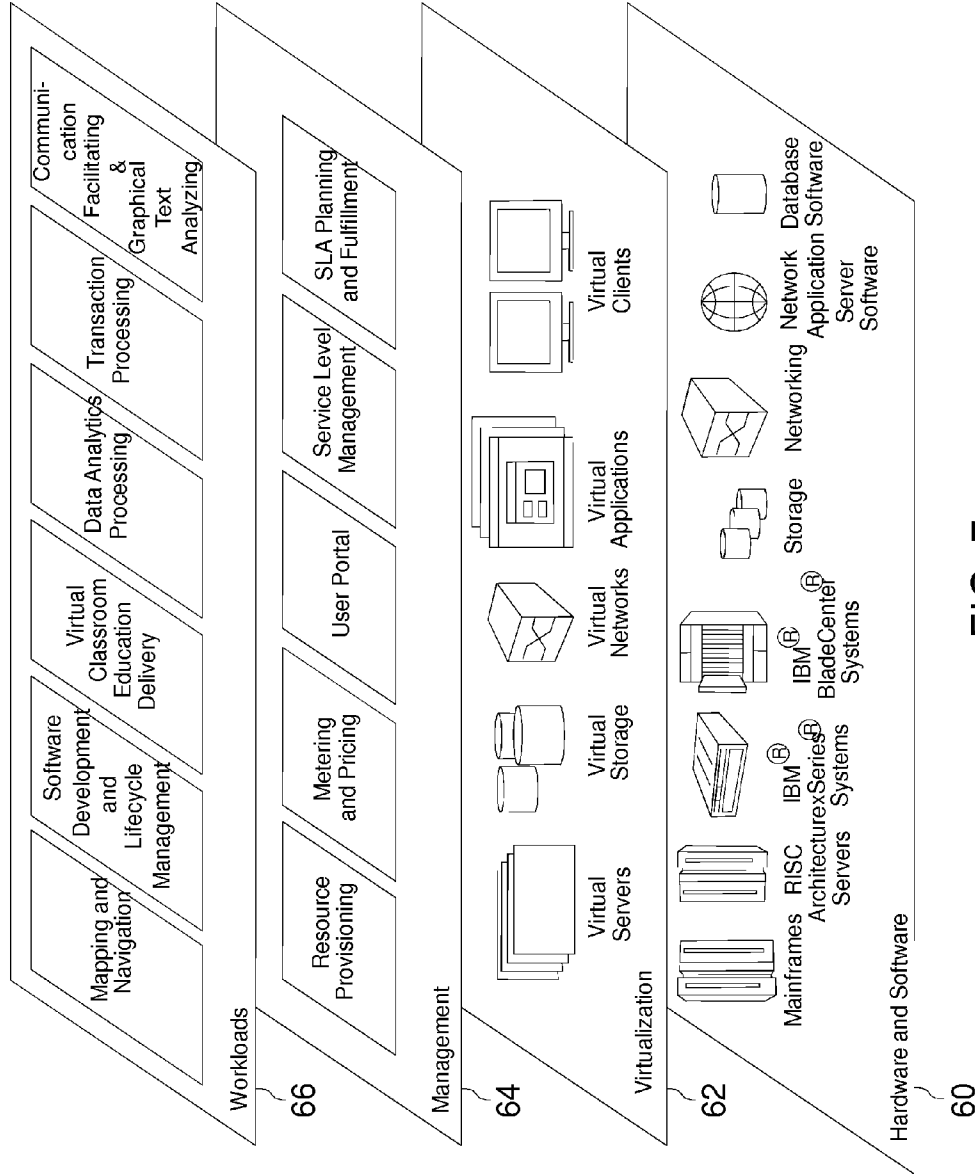 Mapping and
Navigation
Software
Development
and
Lifecycle
Management
Virtual
Classroom
Education
Delivery
Data Analytics
Processing
Transaction
Processing
Communi-
cation
Facilitating
&
Graphical
Text
Analyzing
Workloads
66
Resource
Provisioning
Metering
and Pricing
User Portal
Service Level
Management
SLA Planning
and Fulfillment
Management
64
Virtual
Servers
Virtual
Storage
Virtual
Networks
Virtual
Applications
Virtual
Clients
Virtualization
62
Mainframes
RISC
Architecture
Servers
IBM®
xSeries®
Systems
IBM®
BladeCenter®
Systems
Storage
Networking
Network
Application
Server
Software
Database
Software
Hardware and Software
60